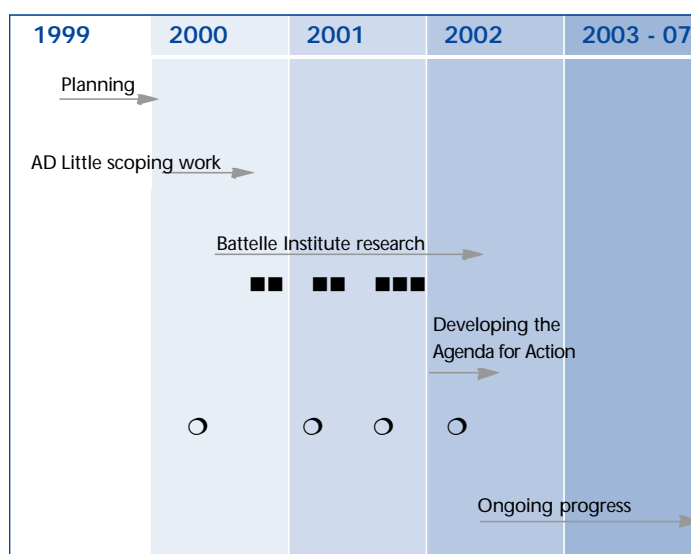 1999 2000 2001 2002 2003 - 07
Planning
AD Little scoping work
Battelle Institute research
Developing the
Agenda for Action
Ongoing progress